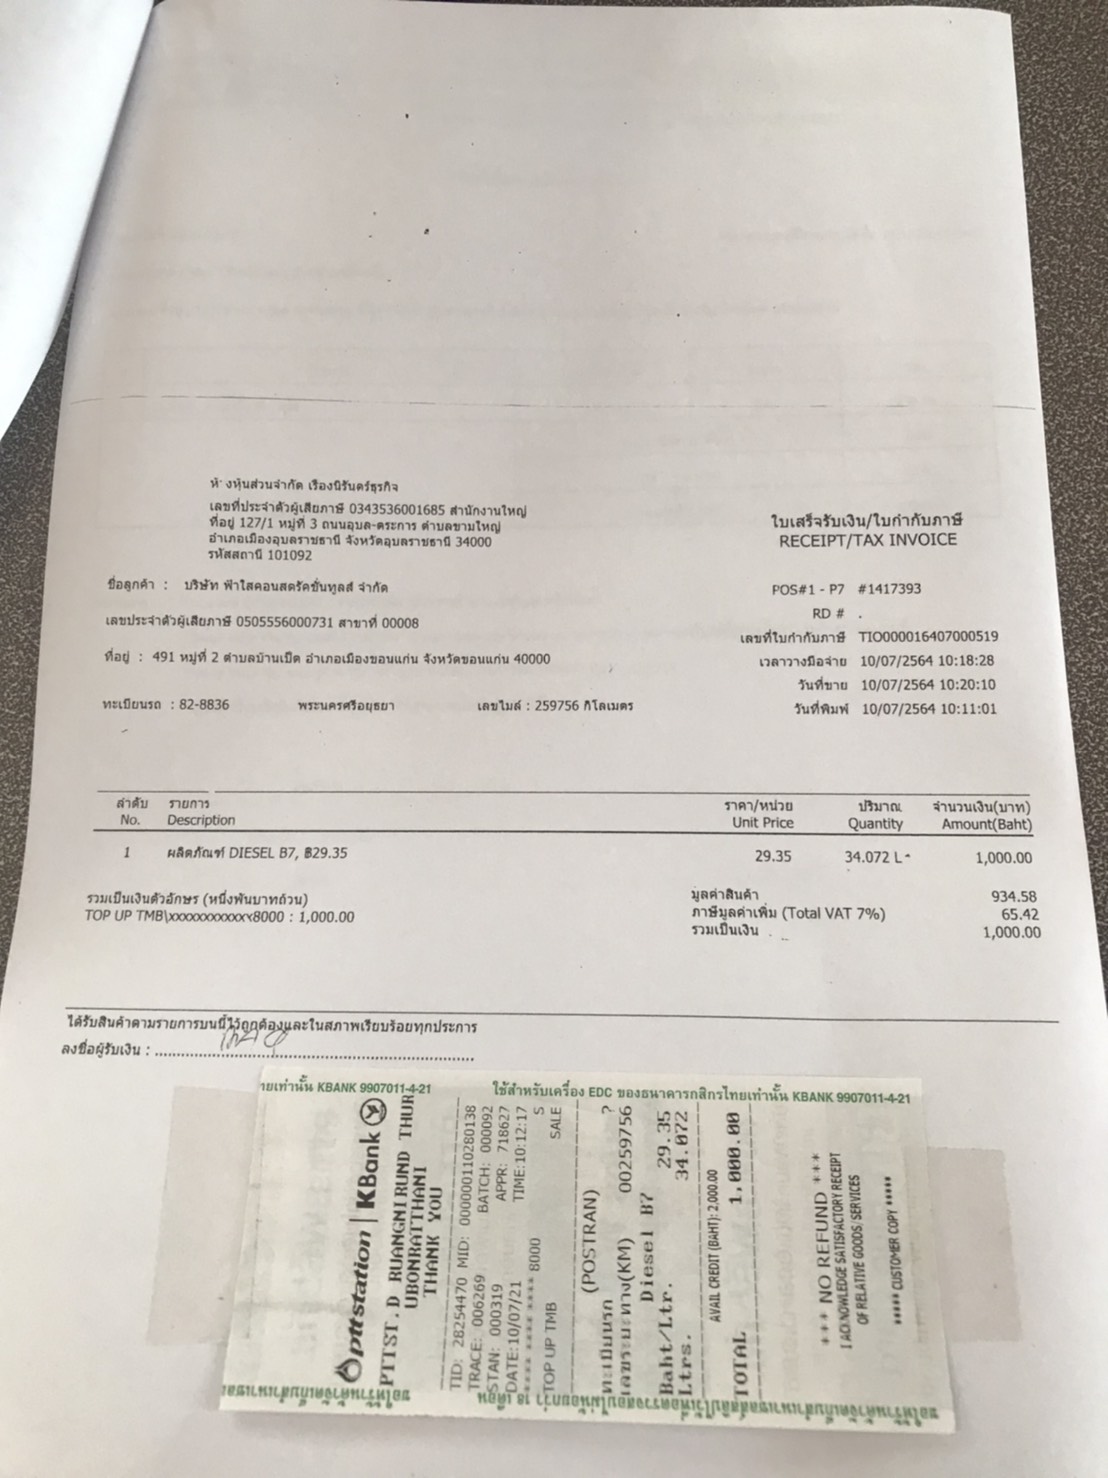 ห้างหุ้นส่วนจำกัด เรืองนิรันดร์ธุรกิจ
เลขที่ประจำตัวผู้เสียภาษี 0343536001685 สำนักงานใหญ่
ที่อยู่ 127/1 หมู่ที่ 3 ถนนอุบล-ตระการ ตำบลขามใหญ่
อำเภอเมืองอุบลราชธานี จังหวัดอุบลราชธานี 34000
รหัสสถานี 101092
ใบเสร็จรับเงิน/ใบกำกับภาษี
RECEIPT/TAX INVOICE
ชื่อลูกค้า : บริษัท ฟ้าใสคอนสตรัคชั่นทูลส์ จำกัด
POS#1 - P7 #1417393
RD # .
เลขประจำตัวผู้เสียภาษี 0505556000731 สาขาที่ 00008
เลขที่ใบกำกับภาษี TIO000016407000519
ที่อยู่ : 491 หมู่ที่ 2 ตำบลบ้านเป็ด อำเภอเมืองขอนแก่น จังหวัดขอนแก่น 40000
เวลาวางมือจ่าย 10/07/2564 10:18:28
วันที่ขาย 10/07/2564 10:20:10
ทะเบียนรถ : 82-8836 พระนครศรีอยุธยา เลขไมล์ : 259756 กิโลเมตร
วันที่พิมพ์ 10/07/2564 10:11:01
ลำดับ รายการ ราคา/หน่วย ปริมาณ จำนวนเงิน(บาท)
No. Description Unit Price Quantity Amount(Baht)
1 ผลิตภัณฑ์ DIESEL B7, ฿29.35 29.35 34.072 L 1,000.00
รวมเป็นเงินตัวอักษร (หนึ่งพันบาทถ้วน) มูลค่าสินค้า 934.58
TOP UP TMB\xxxxxxxxxxxx8000 : 1,000.00 ภาษีมูลค่าเพิ่ม (Total VAT 7%) 65.42
รวมเป็นเงิน 1,000.00
ได้รับสินค้าตามรายการบนนี้ไว้ถูกต้องและในสภาพเรียบร้อยทุกประการ
ลงชื่อผู้รับเงิน :
ายเท่านั้น KBANK 9907011-4-21 ใช้สำหรับเครื่อง EDC ของธนาคารกสิกรไทยเท่านั้น KBANK 9907011-4-21
pttstation | KBank
PTTST.D RUANGNIRUND THUR
UBONRATTHANI
THANK YOU
TID: 28254470 MID: 000000110280138
TRACE: 006269 BATCH: 000092
STAN: 000319 APPR: 718627
DATE:10/07/21 TIME:10:12:17
**** **** **** 8000 S
TOP UP TMB SALE
(POSTRAN)
ทะเบียนรถ ?
เลขระยะทาง(KM) 00259756
Diesel B7
Baht/Ltr. 29.35
Ltrs. 34.072
AVAIL CREDIT (BAHT): 2,000.00
TOTAL 1,000.00
*** NO REFUND ***
I ACKNOWLEDGE SATISFACTORY RECEIPT
OF RELATIVE GOODS/SERVICES
***** CUSTOMER COPY *****